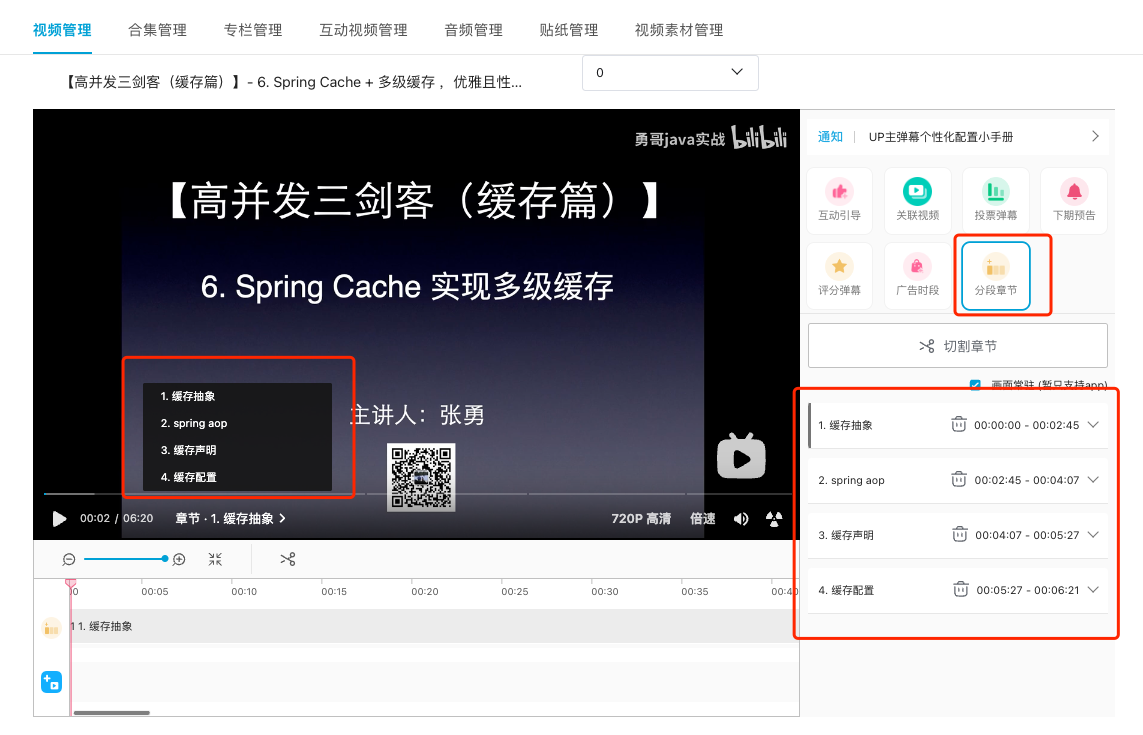 视频管理 合集管理 专栏管理 互动视频管理 音频管理 贴纸管理 视频素材管理
【高并发三剑客（缓存篇）】- 6. Spring Cache + 多级缓存，优雅且性...
0
勇哥java实战 bilibili
【高并发三剑客（缓存篇）】
6. Spring Cache 实现多级缓存
主讲人：张勇
1. 缓存抽象
2. spring aop
3. 缓存声明
4. 缓存配置
00:02 / 06:20 章节 · 1. 缓存抽象
720P 高清 倍速
通知 UP主弹幕个性化配置小手册
互动引导 关联视频 投票弹幕 下期预告
评分弹幕 广告时段 分段章节
切割章节
画面常驻 (暂只支持app)
1. 缓存抽象 00:00:00 - 00:02:45
2. spring aop 00:02:45 - 00:04:07
3. 缓存声明 00:04:07 - 00:05:27
4. 缓存配置 00:05:27 - 00:06:21
00:05 00:10 00:15 00:20 00:25 00:30 00:35
1 1. 缓存抽象